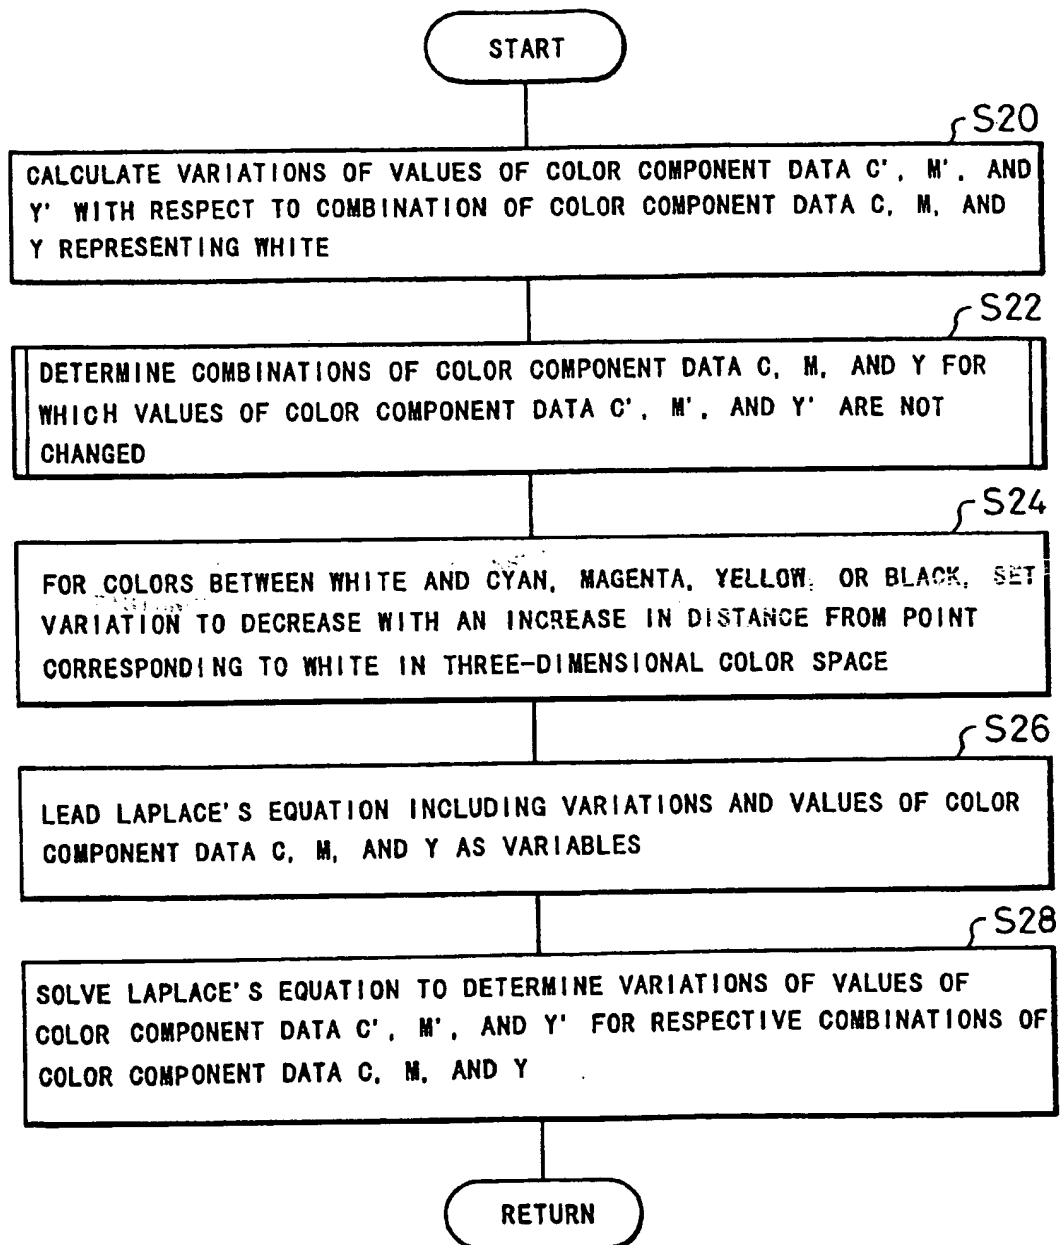 START
S20
CALCULATE VARIATIONS OF VALUES OF COLOR COMPONENT DATA C', M', AND
Y' WITH RESPECT TO COMBINATION OF COLOR COMPONENT DATA C, M, AND
Y REPRESENTING WHITE
S22
DETERMINE COMBINATIONS OF COLOR COMPONENT DATA C, M, AND Y FOR
WHICH VALUES OF COLOR COMPONENT DATA C', M', AND Y' ARE NOT
CHANGED
S24
FOR COLORS BETWEEN WHITE AND CYAN, MAGENTA, YELLOW, OR BLACK, SET
VARIATION TO DECREASE WITH AN INCREASE IN DISTANCE FROM POINT
CORRESPONDING TO WHITE IN THREE-DIMENSIONAL COLOR SPACE
S26
LEAD LAPLACE'S EQUATION INCLUDING VARIATIONS AND VALUES OF COLOR
COMPONENT DATA C, M, AND Y AS VARIABLES
S28
SOLVE LAPLACE'S EQUATION TO DETERMINE VARIATIONS OF VALUES OF
COLOR COMPONENT DATA C', M', AND Y' FOR RESPECTIVE COMBINATIONS OF
COLOR COMPONENT DATA C, M, AND Y
RETURN